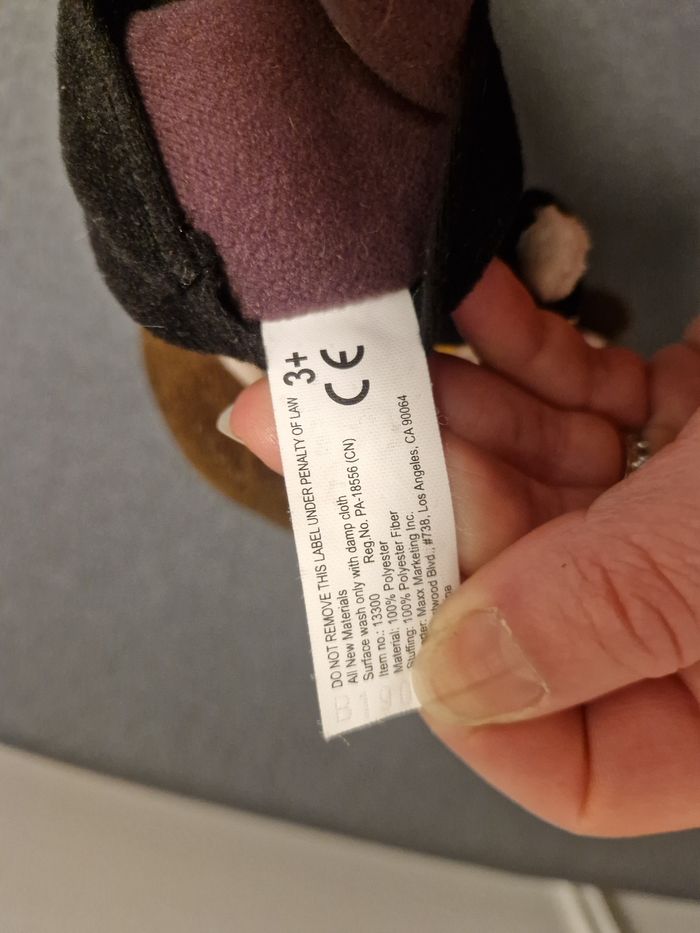 3+
CE
DO NOT REMOVE THIS LABEL UNDER PENALTY OF LAW
All New Materials
Surface wash only with damp cloth
Reg.No. PA-18556 (CN)
Item no.: 13300
Material: 100% Polyester
Stuffing: 100% Polyester Fiber
Maxx Marketing Inc.
Blvd., #738, Los Angeles, CA 90064